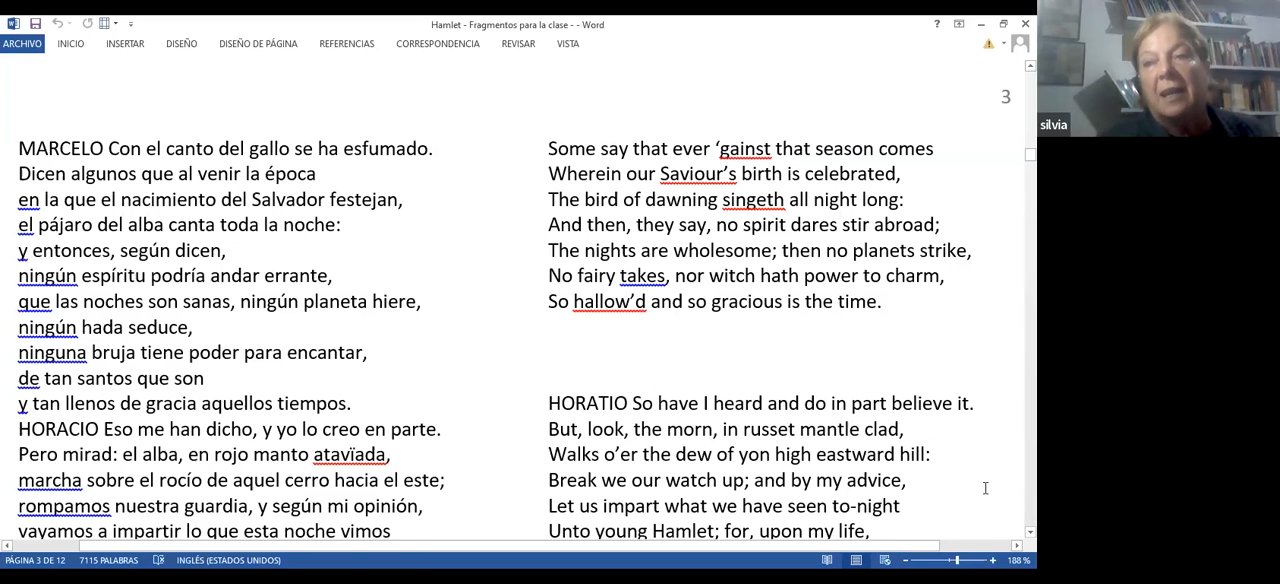 Hamlet - Fragmentos para la clase - - Word
ARCHIVO INICIO INSERTAR DISEÑO DISEÑO DE PÁGINA REFERENCIAS CORRESPONDENCIA REVISAR VISTA
3
MARCELO Con el canto del gallo se ha esfumado.
Dicen algunos que al venir la época
en la que el nacimiento del Salvador festejan,
el pájaro del alba canta toda la noche:
y entonces, según dicen,
ningún espíritu podría andar errante,
que las noches son sanas, ningún planeta hiere,
ningún hada seduce,
ninguna bruja tiene poder para encantar,
de tan santos que son
y tan llenos de gracia aquellos tiempos.
HORACIO Eso me han dicho, y yo lo creo en parte.
Pero mirad: el alba, en rojo manto atavïada,
marcha sobre el rocío de aquel cerro hacia el este;
rompamos nuestra guardia, y según mi opinión,
vayamos a impartir lo que esta noche vimos
Some say that ever ‘gainst that season comes
Wherein our Saviour’s birth is celebrated,
The bird of dawning singeth all night long:
And then, they say, no spirit dares stir abroad;
The nights are wholesome; then no planets strike,
No fairy takes, nor witch hath power to charm,
So hallow’d and so gracious is the time.
HORATIO So have I heard and do in part believe it.
But, look, the morn, in russet mantle clad,
Walks o’er the dew of yon high eastward hill:
Break we our watch up; and by my advice,
Let us impart what we have seen to-night
Unto young Hamlet; for, upon my life,
PÁGINA 3 DE 12 7115 PALABRAS INGLÉS (ESTADOS UNIDOS) 188 %
silvia